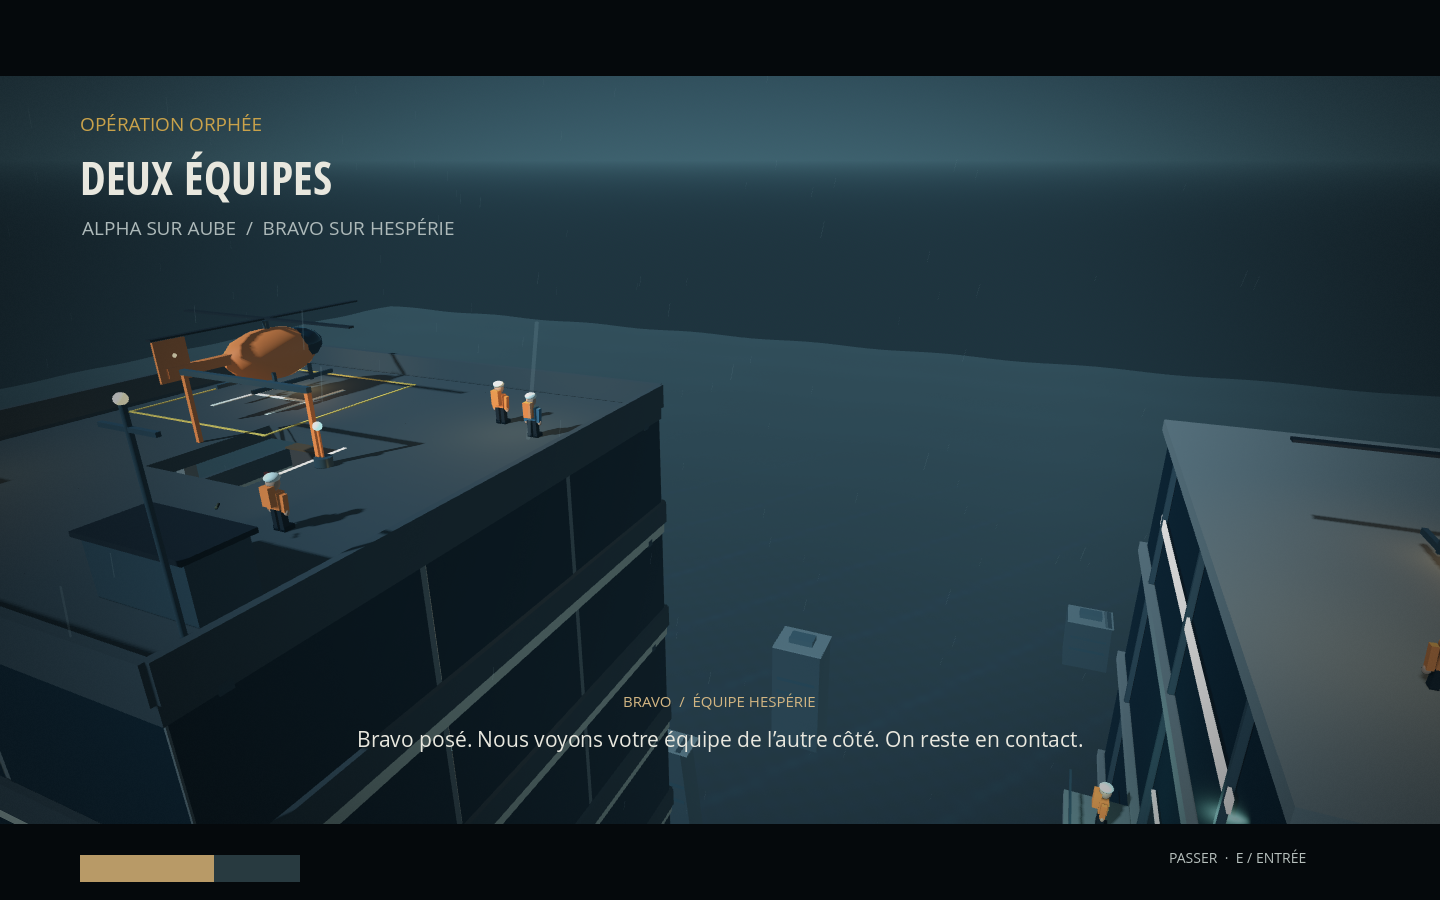 OPÉRATION ORPHÉE
DEUX ÉQUIPES
ALPHA SUR AUBE / BRAVO SUR HESPÉRIE
BRAVO / ÉQUIPE HESPÉRIE
Bravo posé. Nous voyons votre équipe de l’autre côté. On reste en contact.
PASSER · E / ENTRÉE